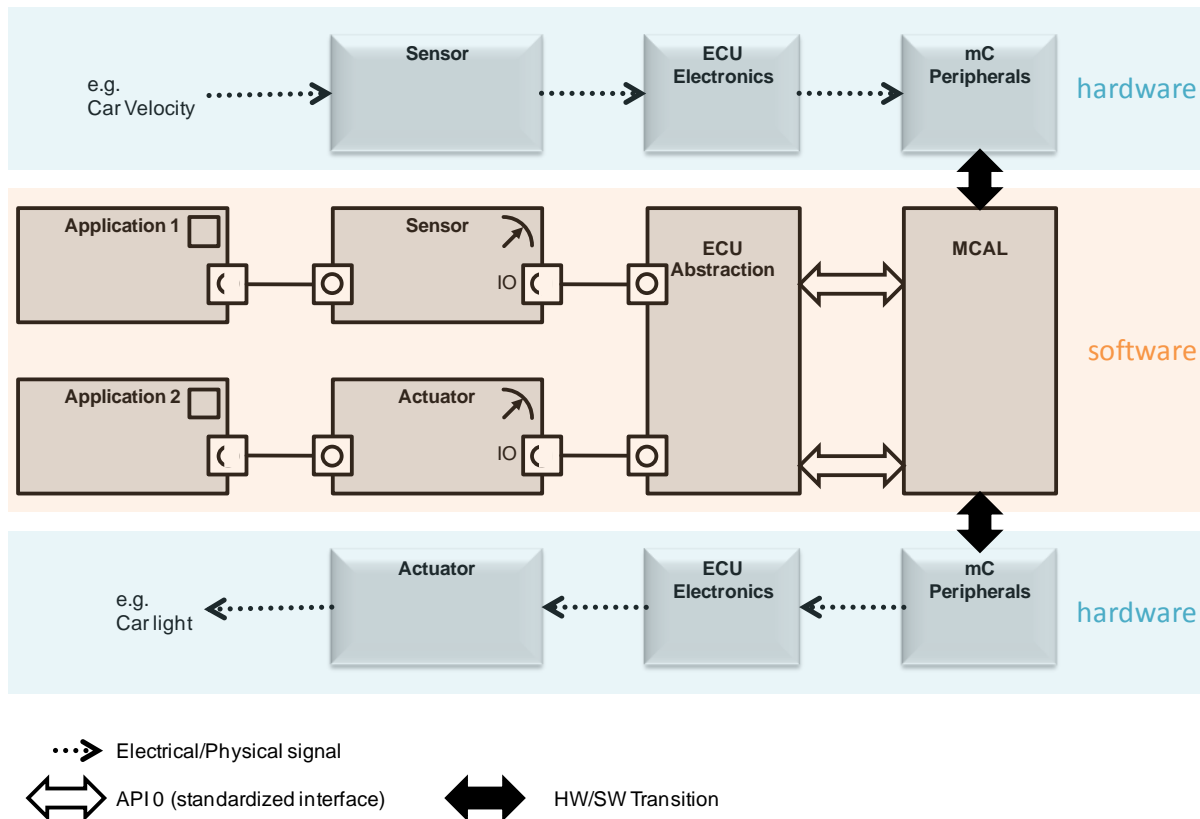 Sensor
ECU
Electronics
mC
Peripherals
e.g.
Car Velocity
hardware
Application 1
Sensor
IO
ECU
Abstraction
MCAL
software
Application 2
Actuator
IO
Actuator
ECU
Electronics
mC
Peripherals
e.g.
Car light
hardware
Electrical/Physical signal
API 0 (standardized interface)
HW/SW Transition